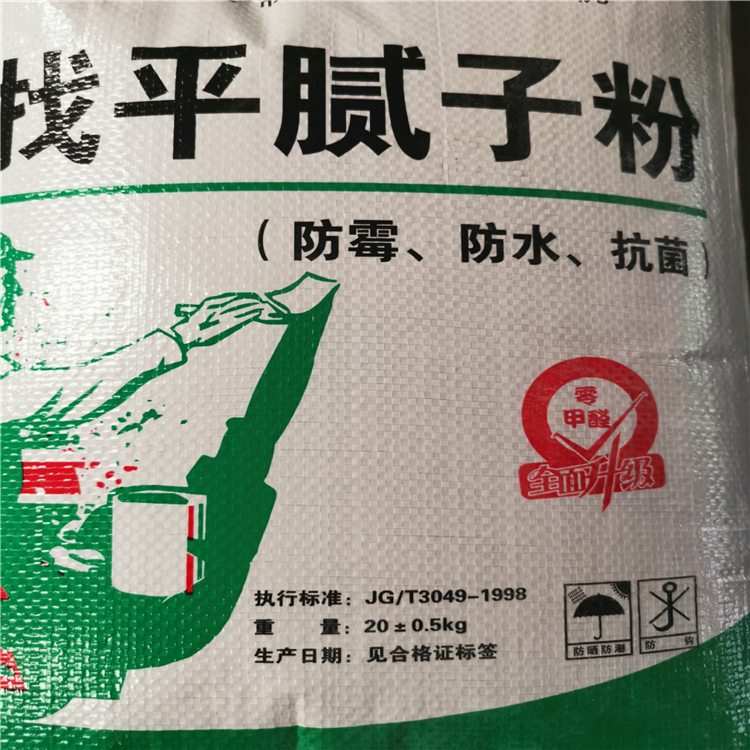 找平腻子粉
（防霉、防水、抗菌）
零
甲醛
全面升级
执行标准：JG/T3049-1998
重　　量：20±0.5kg
生产日期：见合格证标签
防晒防潮
防　钩